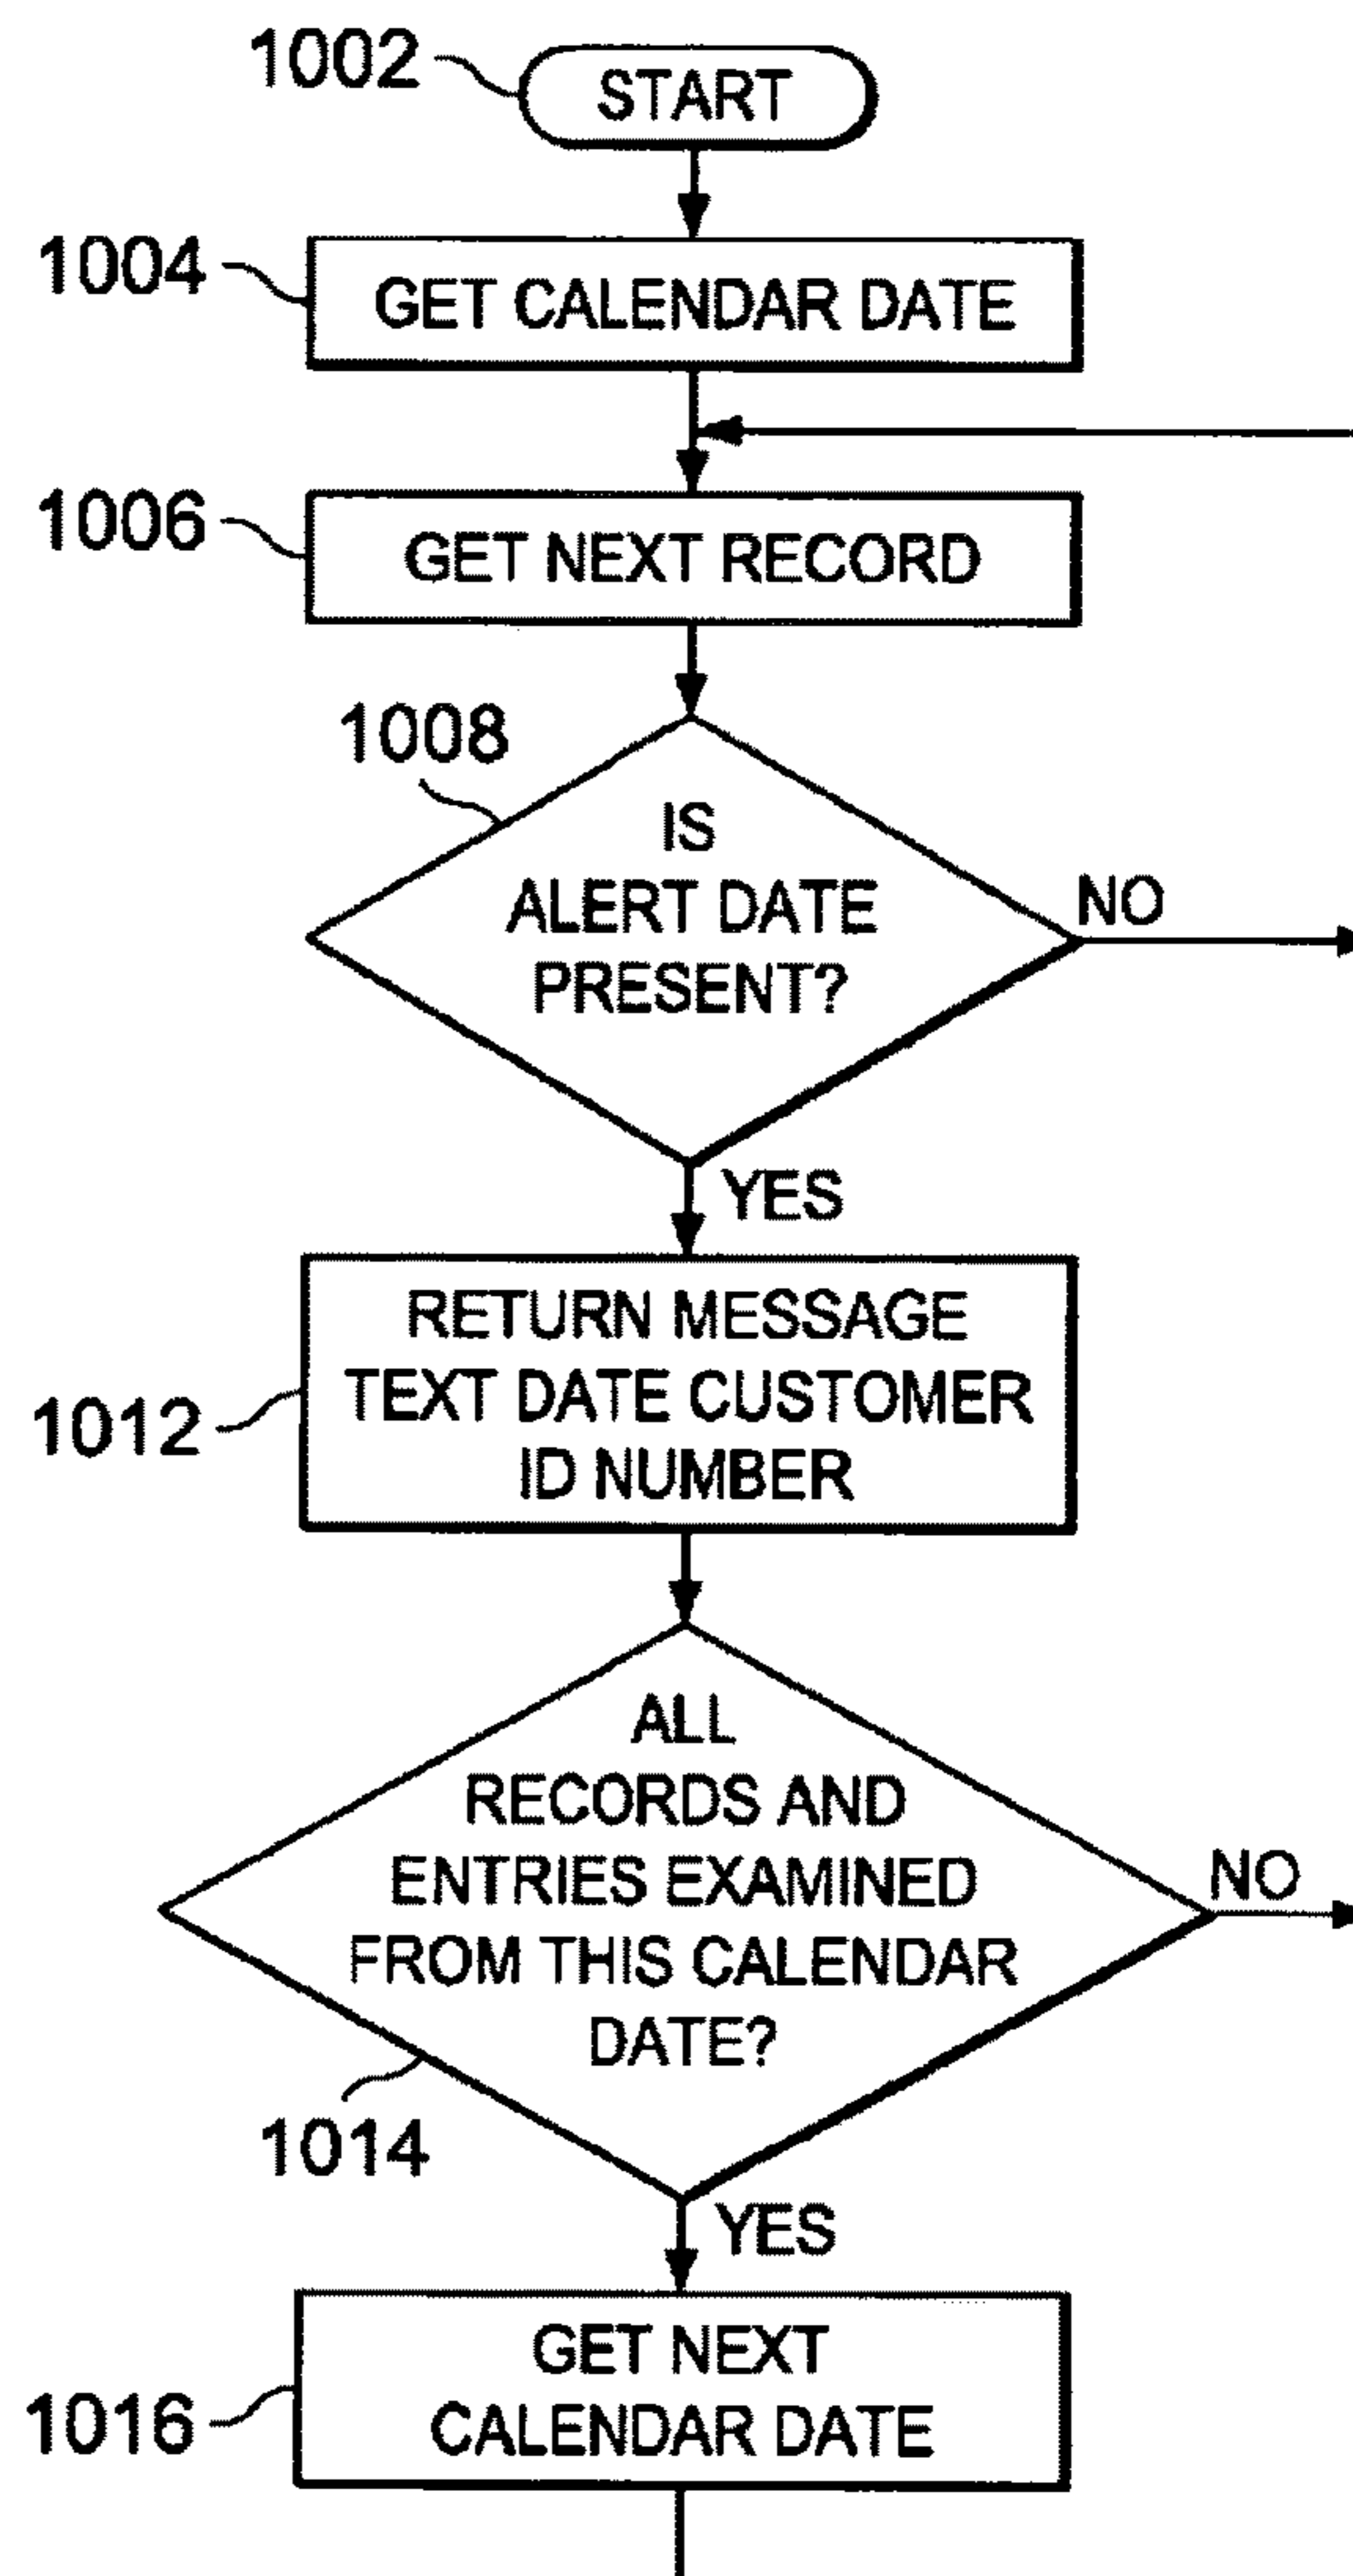 1002
START
1004
GET CALENDAR DATE
1006
GET NEXT RECORD
1008
IS
ALERT DATE
PRESENT?
NO
YES
RETURN MESSAGE
TEXT DATE CUSTOMER
ID NUMBER
1012
ALL
RECORDS AND
ENTRIES EXAMINED
FROM THIS CALENDAR
DATE?
NO
1014
YES
GET NEXT
CALENDAR DATE
1016